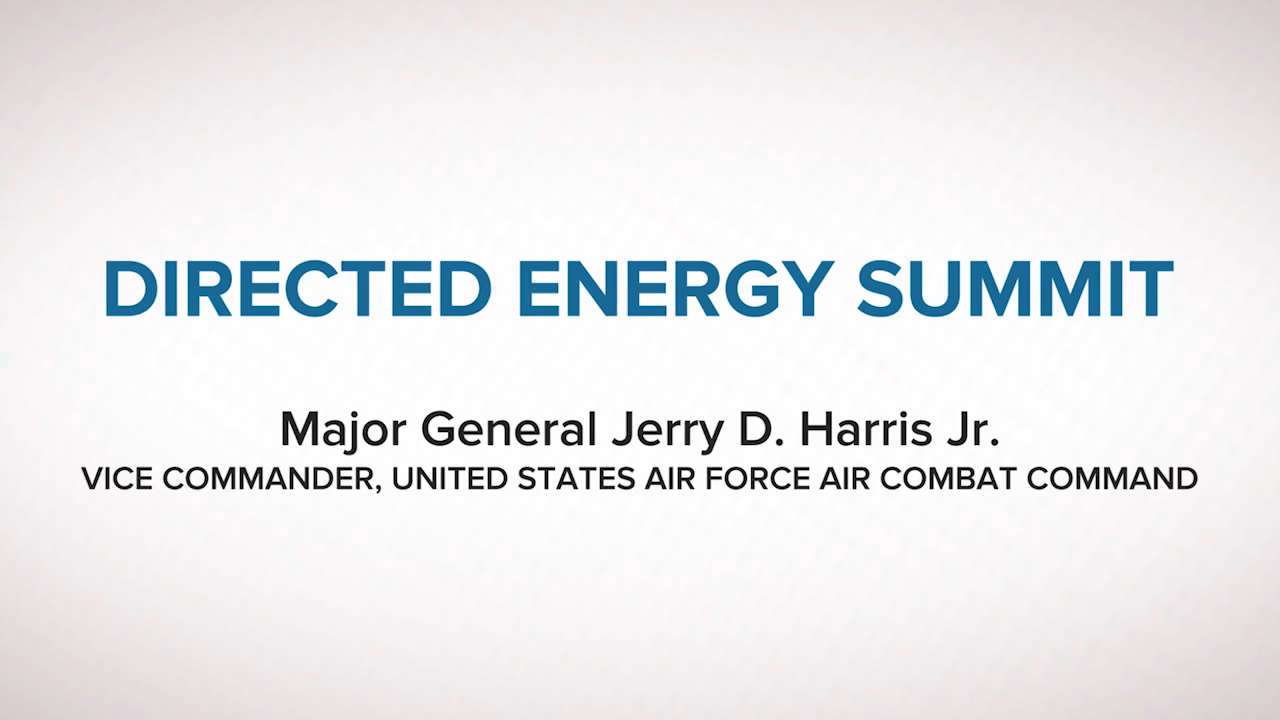 DIRECTED ENERGY SUMMIT
Major General Jerry D. Harris Jr.
VICE COMMANDER, UNITED STATES AIR FORCE AIR COMBAT COMMAND